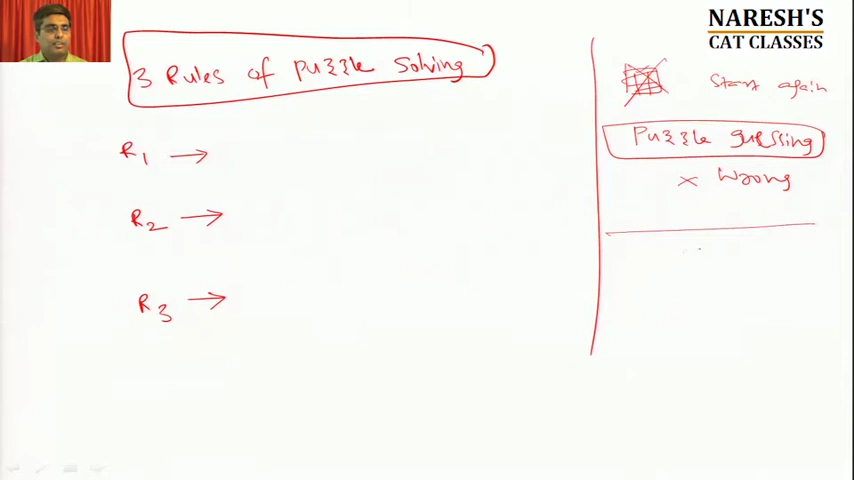 NARESH'S
CAT CLASSES
3 Rules of Puzzle Solving
R1 →
R2 →
R3 →
Start again
Puzzle guessing
× Wrong